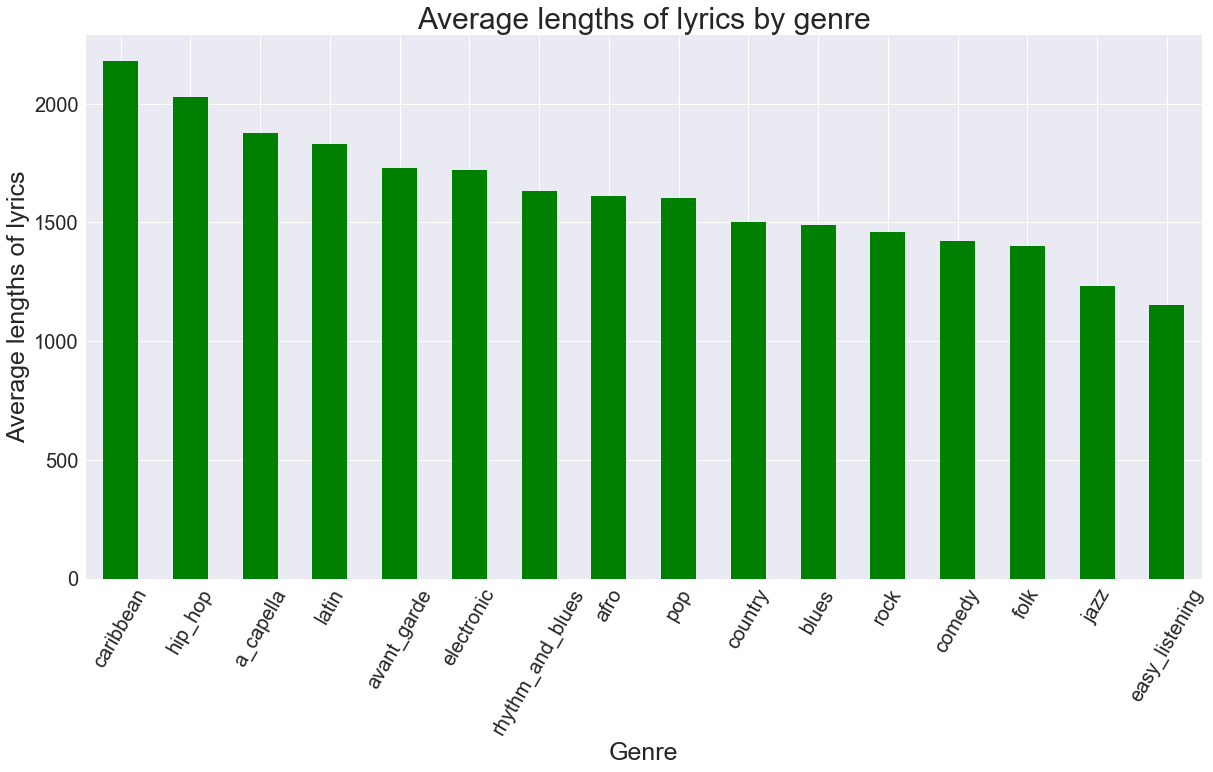 Average lengths of lyrics by genre
Average lengths of lyrics
2000
1500
1000
500
0
caribbean
hip_hop
a_capella
latin
avant_garde
electronic
rhythm_and_blues
afro
pop
country
blues
rock
comedy
folk
jazz
easy_listening
Genre